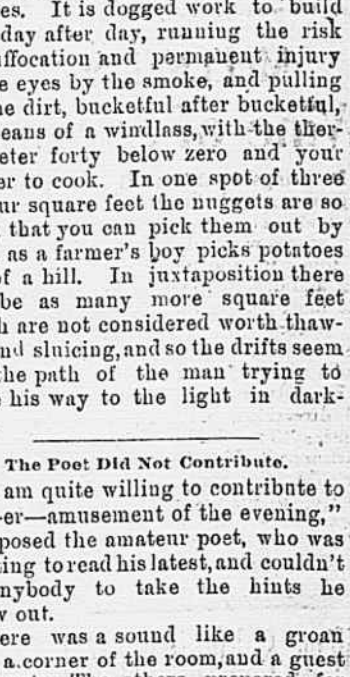 es. It is dogged work to build
day after day, running the risk
uffocation and permanent injury
e eyes by the smoke, and pulling
he dirt, bucketful after bucketful,
eans of a windlass, with the ther-
eter forty below zero and your
er to cook. In one spot of three
ur square feet the nuggets are so
that you can pick them out by
as a farmer's boy picks potatoes
f a hill. In juxtaposition there
be as many more square feet
h are not considered worth thaw-
nd sluicing, and so the drifts seem
he path of the man trying to
his way to the light in dark-
The Poet Did Not Contribute.
am quite willing to contribute to
-er—amusement of the evening,"
posed the amateur poet, who was
ing to read his latest, and couldn't
nybody to take the hints he
w out.
ere was a sound like a groan
a corner of the room, and a guest